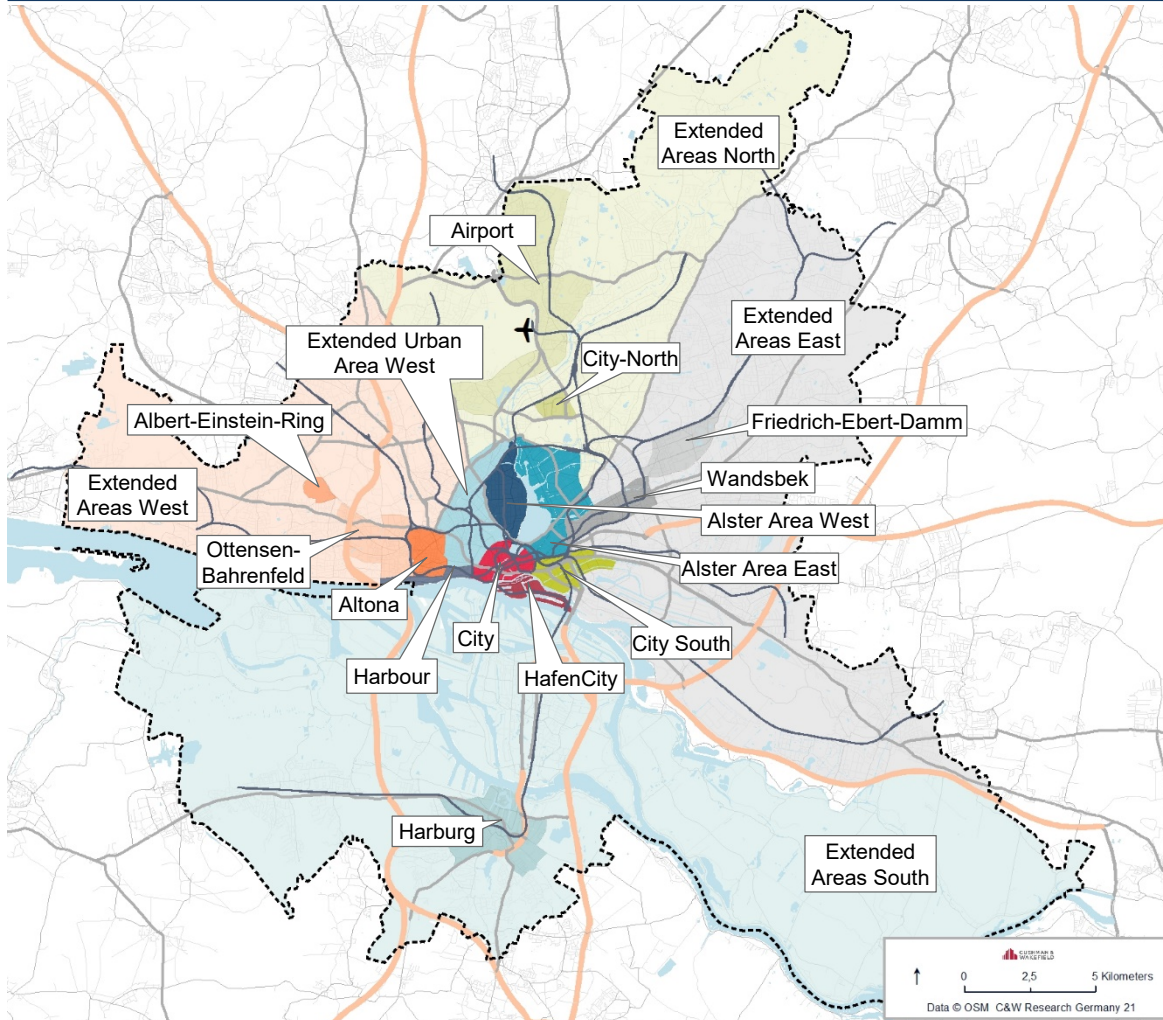 Extended
Areas North
Airport
Extended
Areas East
Extended Urban
Area West
City-North
Albert-Einstein-Ring
Friedrich-Ebert-Damm
Extended
Areas West
Wandsbek
Alster Area West
Ottensen-
Bahrenfeld
Alster Area East
Altona
City
City South
Harbour
HafenCity
Harburg
Extended
Areas South
CUSHMAN &
WAKEFIELD
0 2,5 5 Kilometers
Data © OSM C&W Research Germany 21